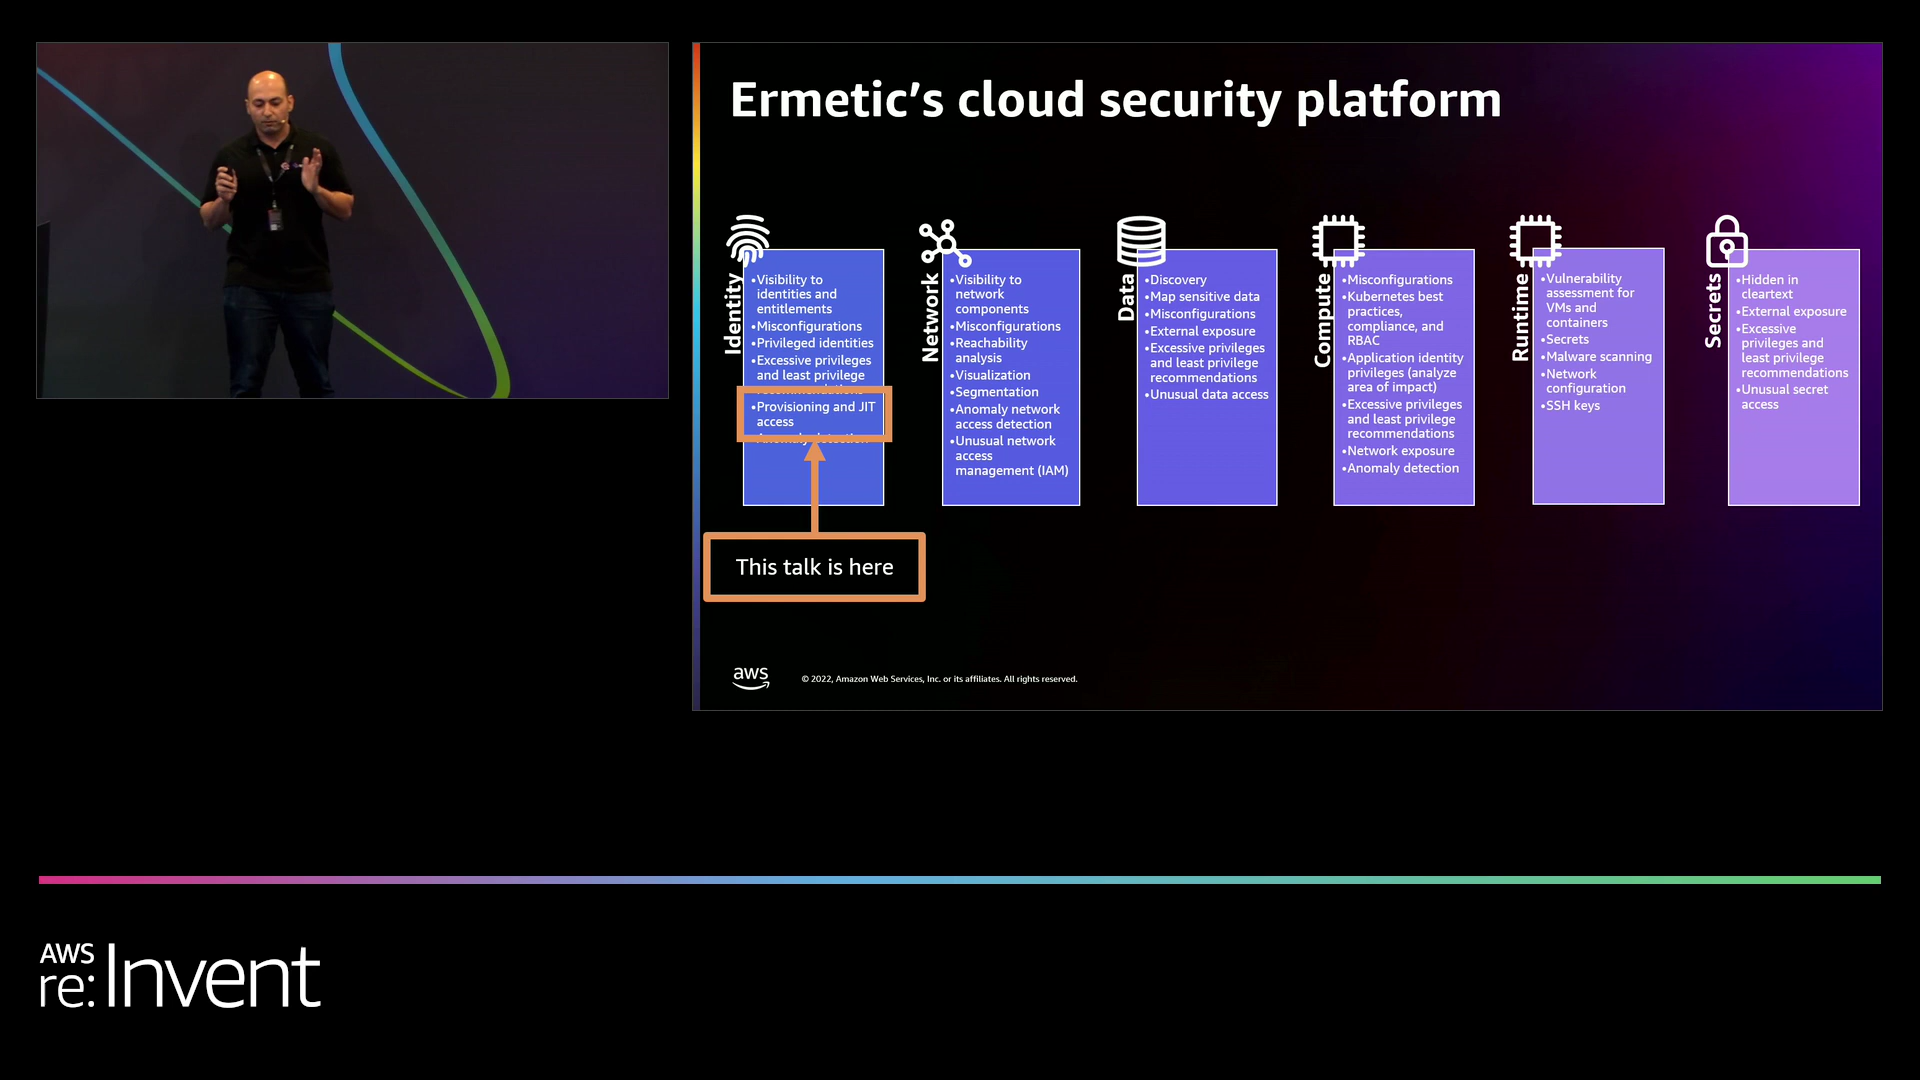 Ermetic’s cloud security platform
Identity
•Visibility to
identities and
entitlements
•Misconfigurations
•Privileged identities
•Excessive privileges
and least privilege
recommendations
•Provisioning and JIT
access
•Anomaly detection
Network
•Visibility to
network
components
•Misconfigurations
•Reachability
analysis
•Visualization
•Segmentation
•Anomaly network
access detection
•Unusual network
access
management (IAM)
Data
•Discovery
•Map sensitive data
•Misconfigurations
•External exposure
•Excessive privileges
and least privilege
recommendations
•Unusual data access
Compute
•Misconfigurations
•Kubernetes best
practices,
compliance, and
RBAC
•Application identity
privileges (analyze
area of impact)
•Excessive privileges
and least privilege
recommendations
•Network exposure
•Anomaly detection
Runtime
•Vulnerability
assessment for
VMs and
containers
•Secrets
•Malware scanning
•Network
configuration
•SSH keys
Secrets
•Hidden in
cleartext
•External exposure
•Excessive
privileges and
least privilege
recommendations
•Unusual secret
access
This talk is here
aws
© 2022, Amazon Web Services, Inc. or its affiliates. All rights reserved.
AWS
re:Invent